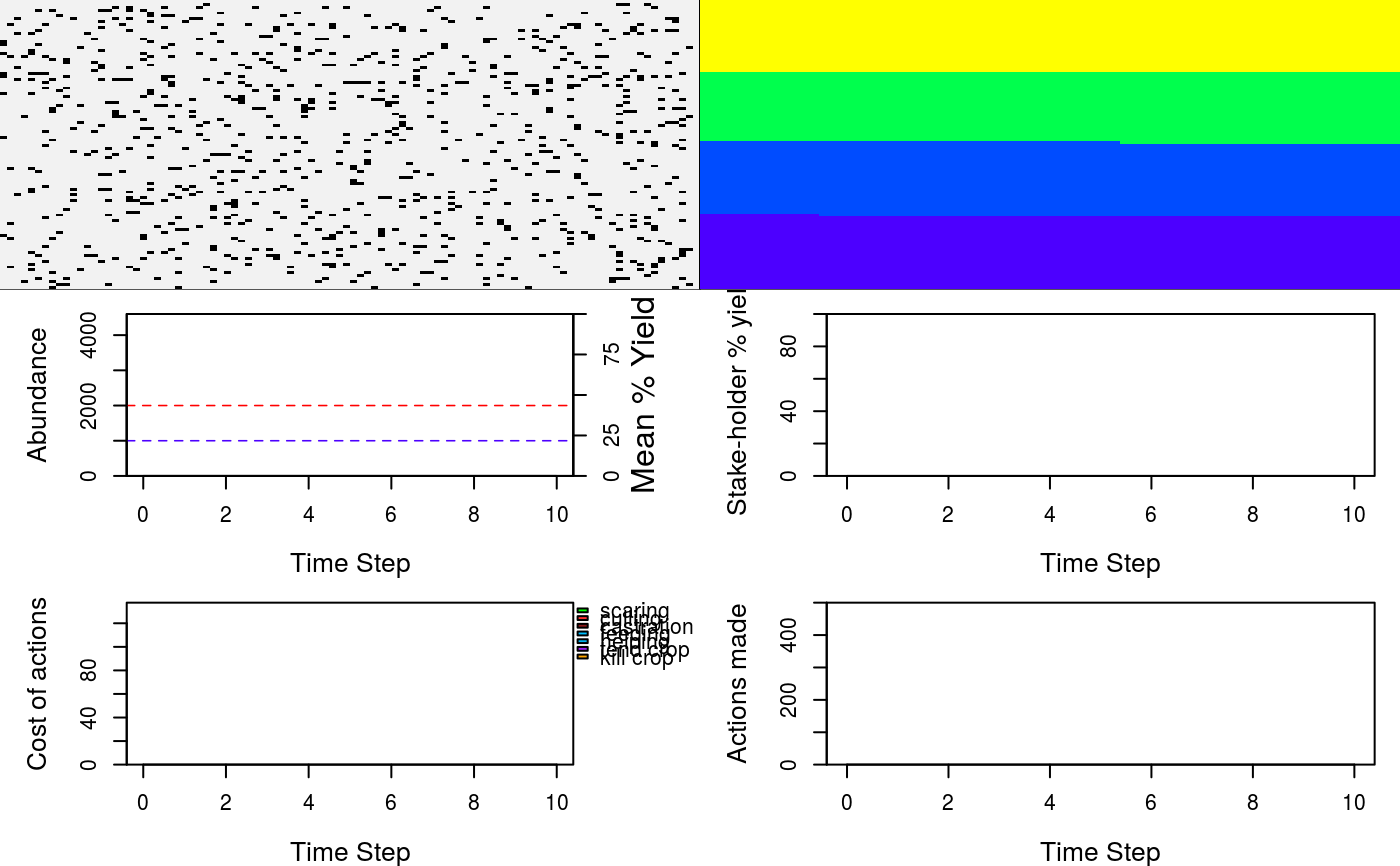 Abundance
0 2000 4000
0 25 75
Mean % Yield
0 2 4 6 8 10
Time Step
Stake-holder % yiel
0 40 80
0 2 4 6 8 10
Time Step
Cost of actions
0 40 80
scaring
culling
castration
feeding
helping
tend crop
kill crop
0 2 4 6 8 10
Time Step
Actions made
0 200 400
0 2 4 6 8 10
Time Step